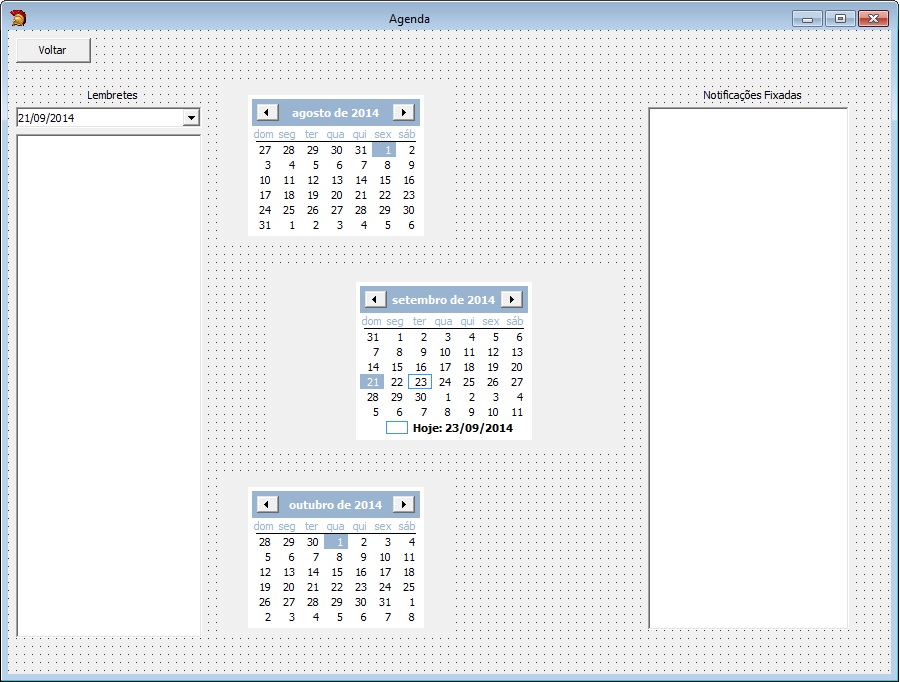 Agenda
Voltar
Lembretes
21/09/2014
Notificações Fixadas
agosto de 2014
dom seg ter qua qui sex sáb
27 28 29 30 31 1 2
3 4 5 6 7 8 9
10 11 12 13 14 15 16
17 18 19 20 21 22 23
24 25 26 27 28 29 30
31 1 2 3 4 5 6
setembro de 2014
dom seg ter qua qui sex sáb
31 1 2 3 4 5 6
7 8 9 10 11 12 13
14 15 16 17 18 19 20
21 22 23 24 25 26 27
28 29 30 1 2 3 4
5 6 7 8 9 10 11
Hoje: 23/09/2014
outubro de 2014
dom seg ter qua qui sex sáb
28 29 30 1 2 3 4
5 6 7 8 9 10 11
12 13 14 15 16 17 18
19 20 21 22 23 24 25
26 27 28 29 30 31 1
2 3 4 5 6 7 8